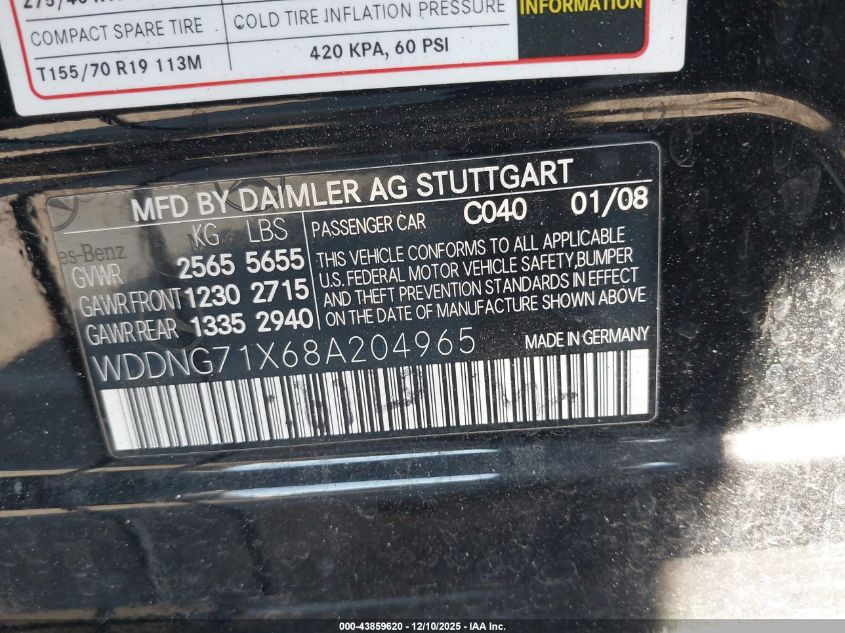 COMPACT SPARE TIRE
COLD TIRE INFLATION PRESSURE
INFORMATION
T155/70 R19 113M
420 KPA, 60 PSI
MFD BY DAIMLER AG STUTTGART
KG LBS
PASSENGER CAR C040 01/08
es-Benz
GVWR 2565 5655
GAWR FRONT 1230 2715
GAWR REAR 1335 2940
THIS VEHICLE CONFORMS TO ALL APPLICABLE
U.S. FEDERAL MOTOR VEHICLE SAFETY, BUMPER
AND THEFT PREVENTION STANDARDS IN EFFECT
ON THE DATE OF MANUFACTURE SHOWN ABOVE
WDDNG71X68A204965
MADE IN GERMANY
000-43859620 - 12/10/2025 - IAA Inc.